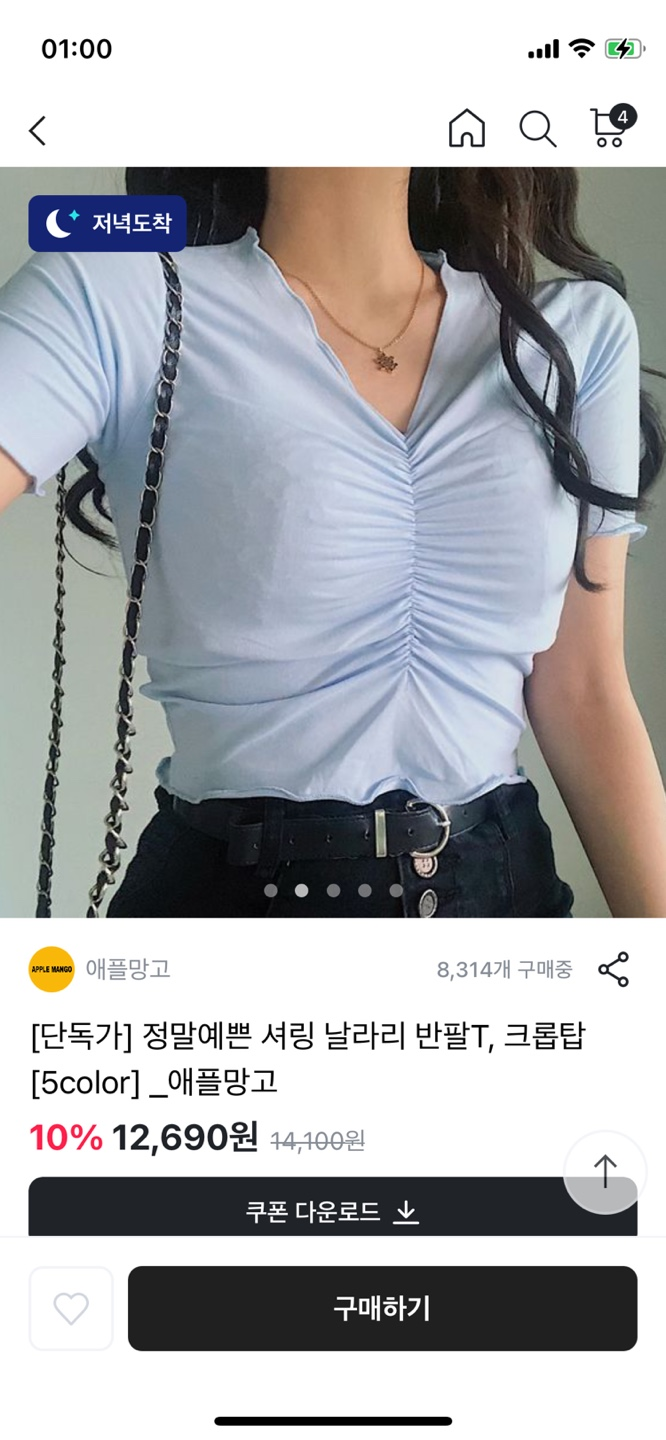 01:00
4
저녁도착
APPLE MANGO
애플망고
8,314개 구매중
[단독가] 정말예쁜 셔링 날라리 반팔T, 크롭탑
[5color] _애플망고
10% 12,690원 14,100원
쿠폰 다운로드
구매하기